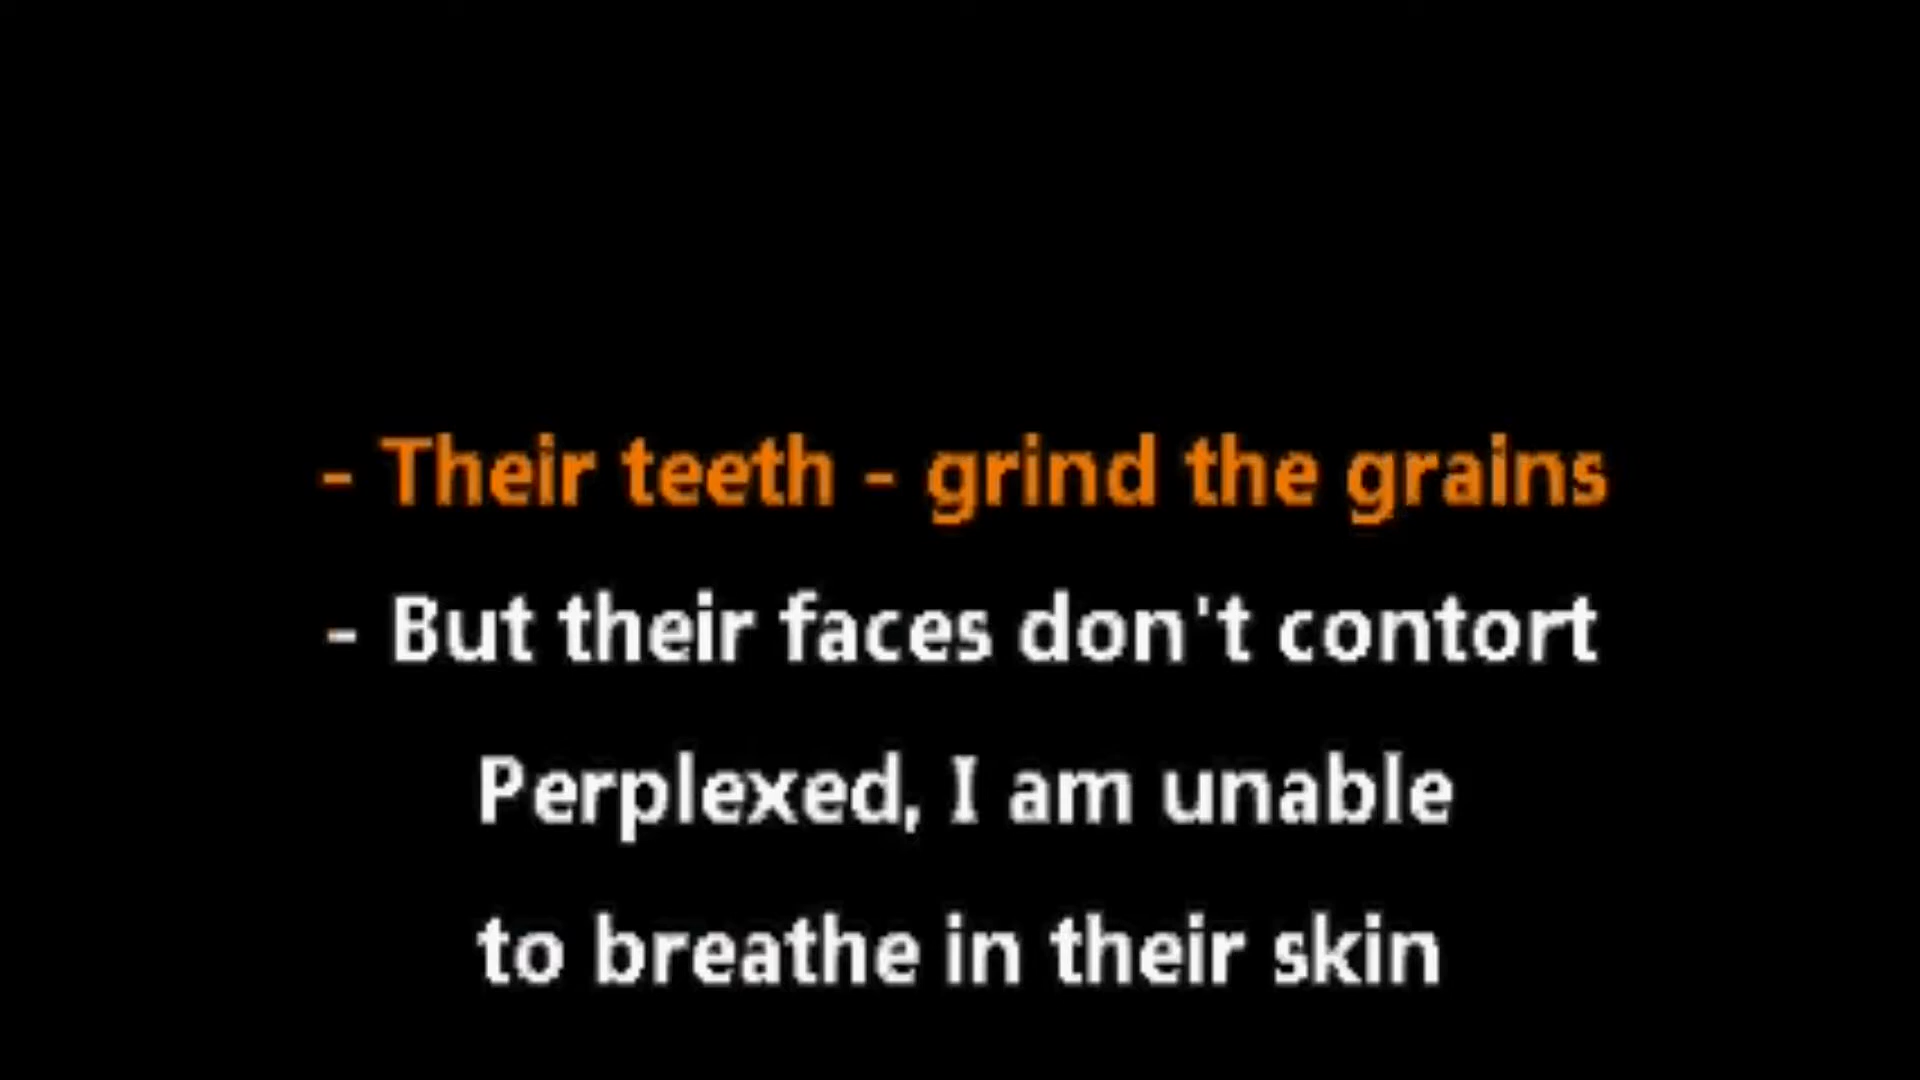 - Their teeth - grind the grains
- But their faces don't contort
Perplexed, I am unable
to breathe in their skin